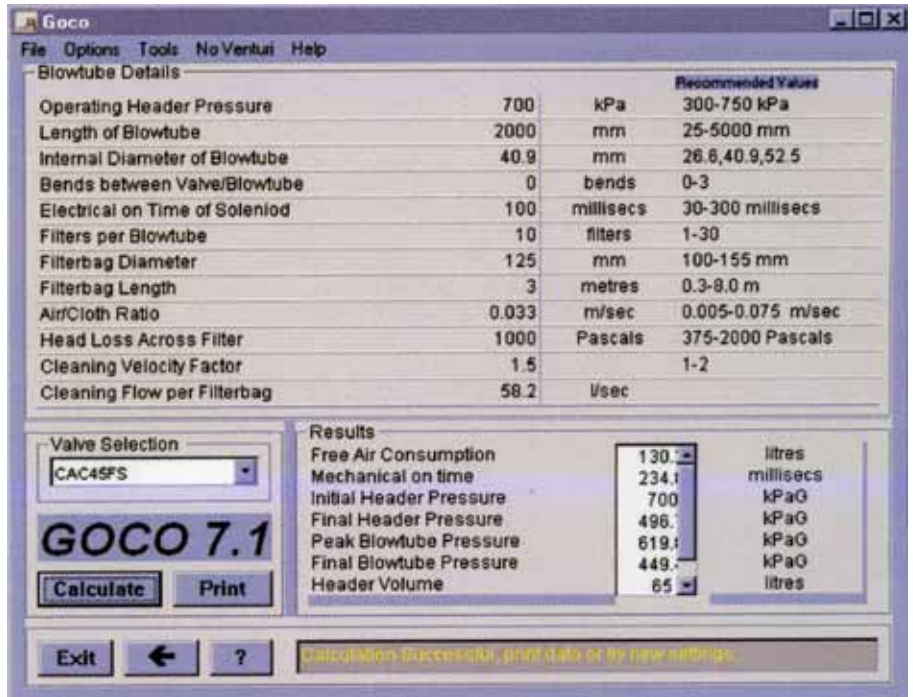 Goco
File Options Tools No Venturi Help
Blowtube Details
Recommended Values
Operating Header Pressure 700 kPa 300-750 kPa
Length of Blowtube 2000 mm 25-5000 mm
Internal Diameter of Blowtube 40.9 mm 26.6,40.9,52.5
Bends between Valve/Blowtube 0 bends 0-3
Electrical on Time of Soleniod 100 millisecs 30-300 millisecs
Filters per Blowtube 10 filters 1-30
Filterbag Diameter 125 mm 100-155 mm
Filterbag Length 3 metres 0.3-8.0 m
Air/Cloth Ratio 0.033 m/sec 0.005-0.075 m/sec
Head Loss Across Filter 1000 Pascals 375-2000 Pascals
Cleaning Velocity Factor 1.5 1-2
Cleaning Flow per Filterbag 58.2 l/sec
Valve Selection
CAC45FS
GOCO 7.1
Calculate Print
Results
Free Air Consumption 130. litres
Mechanical on time 234. millisecs
Initial Header Pressure 700 kPaG
Final Header Pressure 496. kPaG
Peak Blowtube Pressure 619. kPaG
Final Blowtube Pressure 449. kPaG
Header Volume 65 litres
Exit ?
Calculation Successful, print data or try new settings.